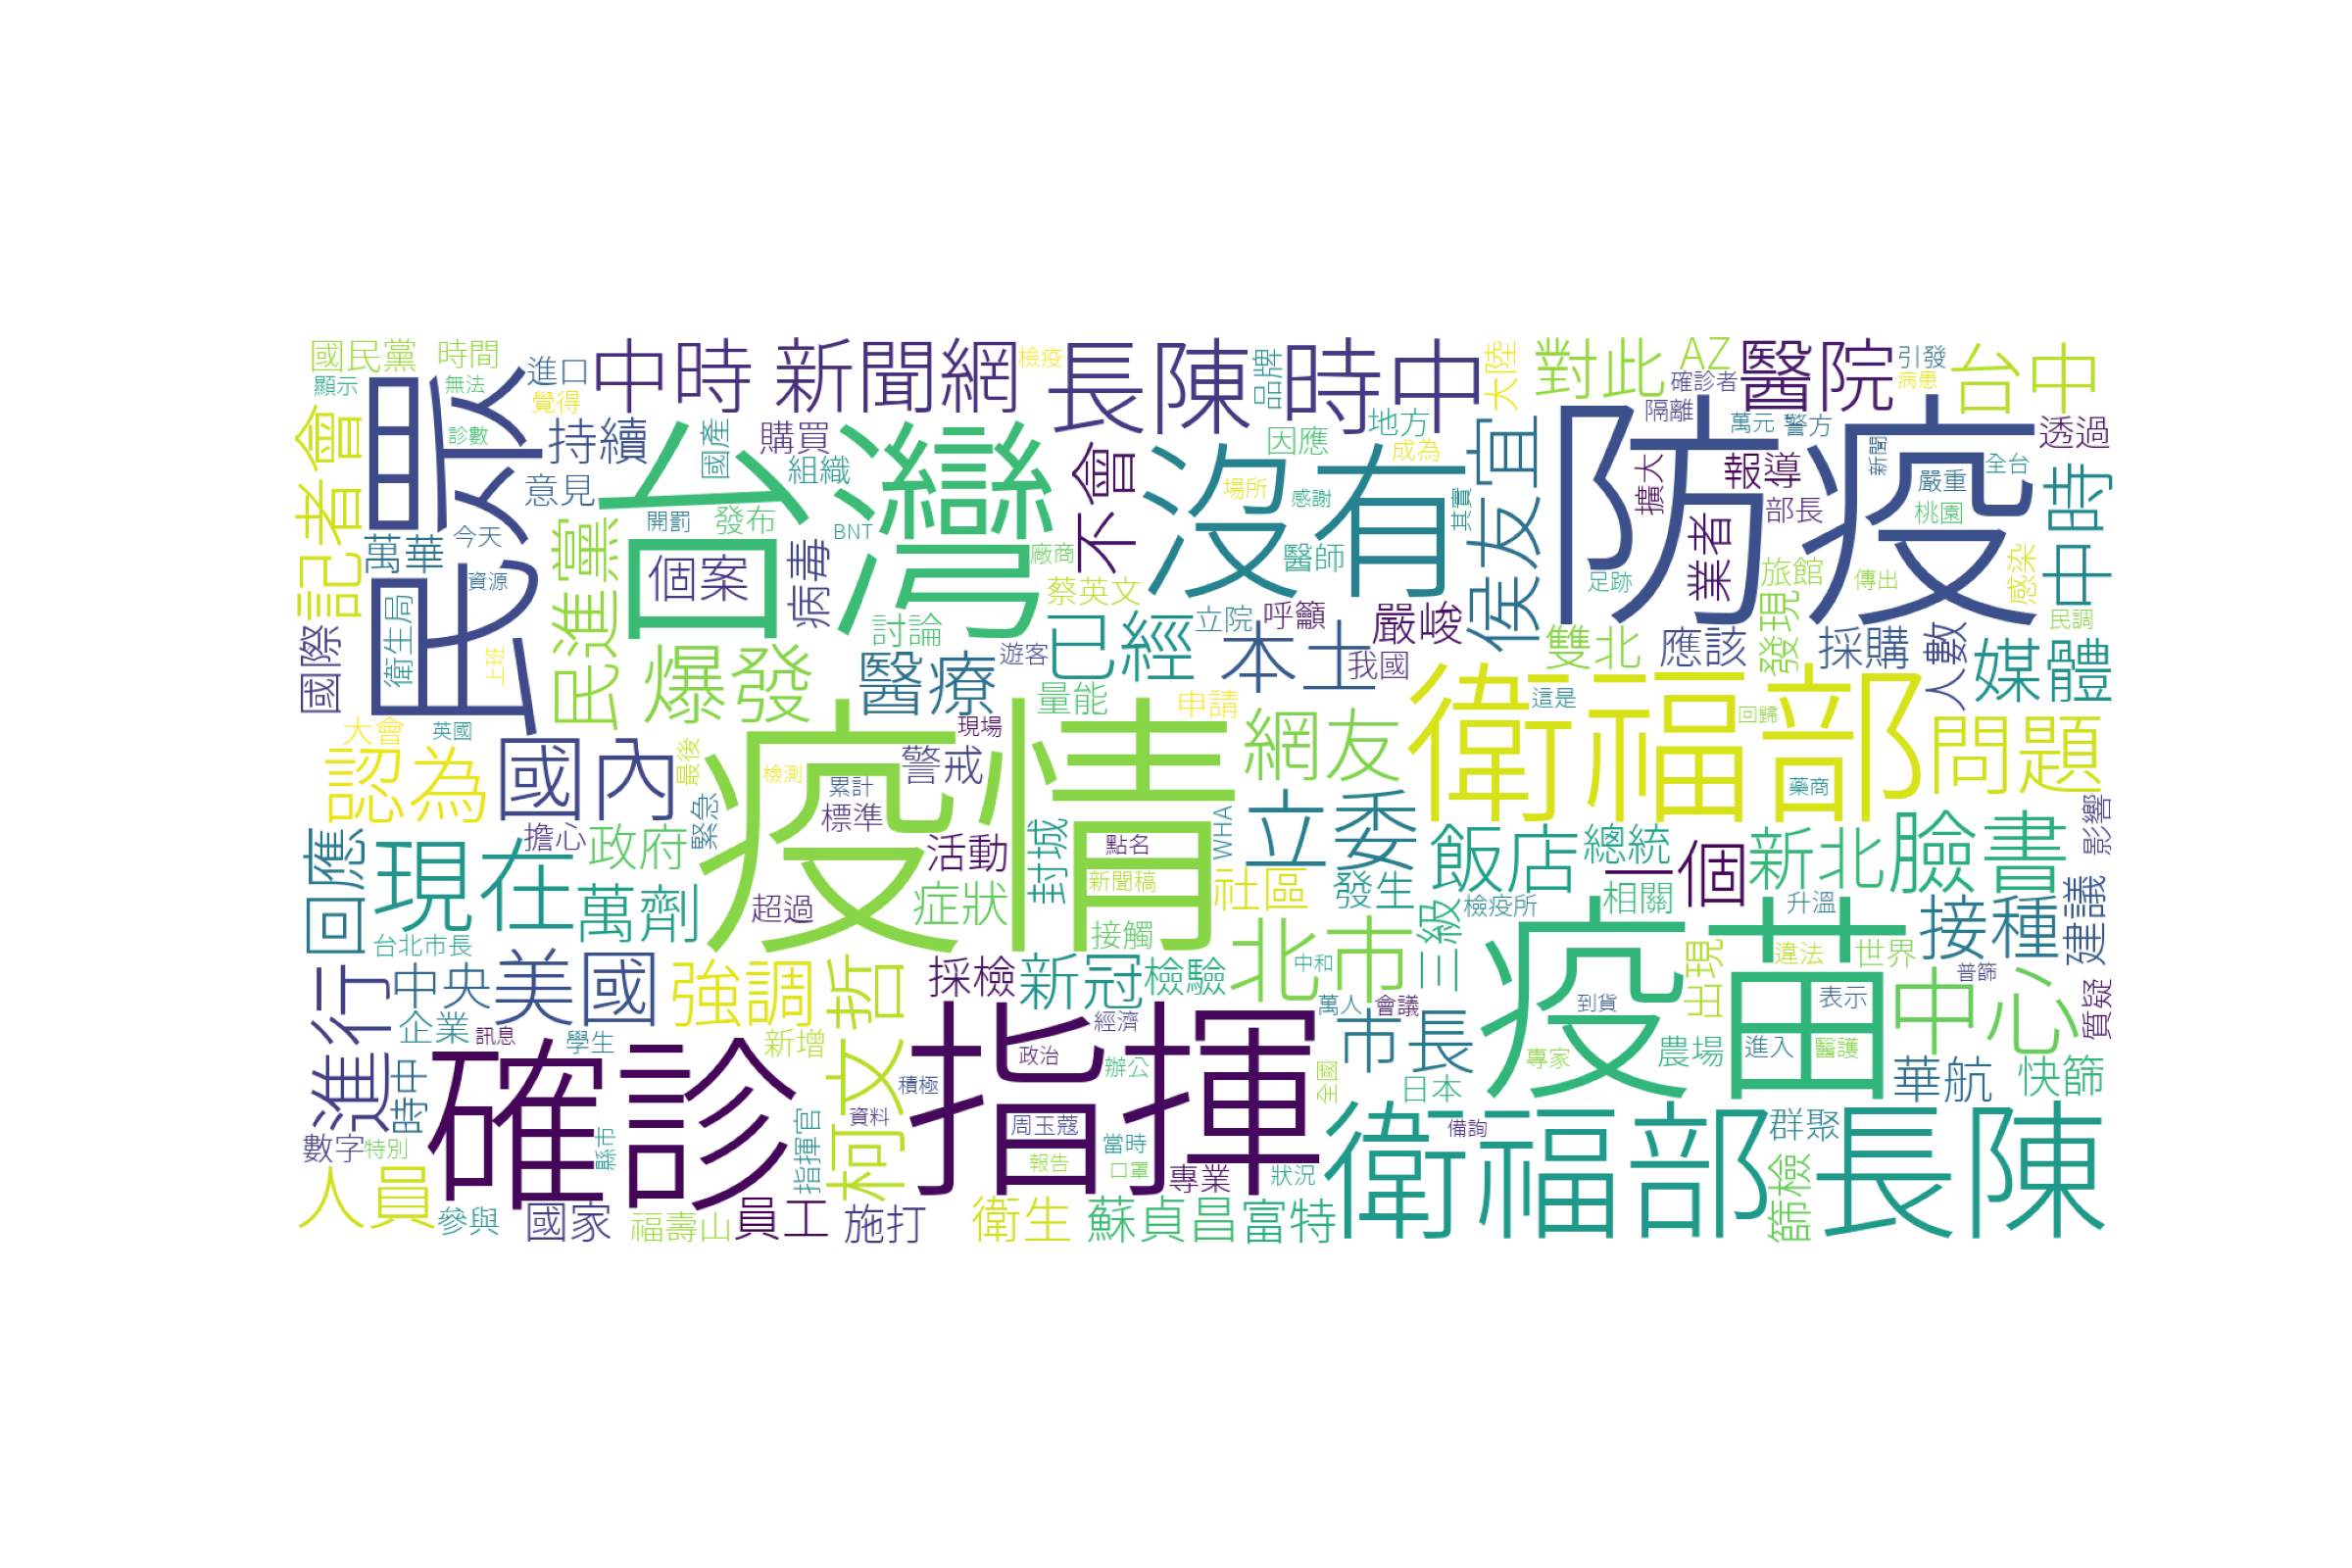 國民黨
時間
進口
中時 新聞網
檢疫
長陳時中
品牌
大陸
對此
AZ
醫院
引發
台中
顯示
無法
覺得
確診者
病患
記者會
民眾
診數
持續
國產
購買
不會
因應
地方
成為
隔離
萬元
警方
透過
意見
台灣
組織
沒有
侯友宜
防疫
擴大
報導
新聞
全台
中時
萬華
今天
開罰
發布
BNT
場所
感謝
其實
業者
部長
嚴重
桃園
資源
民進黨
個案
病毒
廠商
醫師
足跡
旅館
傳出
感染
國際
衛生局
討論
蔡英文
立院
呼籲
嚴峻
民調
上班
爆發
醫療
遊客
已經
本土
我國
雙北
應該
發現
採購
人數
媒體
大會
英國
量能
申請
這是
回歸
現場
認為
國內
最後
疫情
檢測
警戒
網友
衛福部
問題
累計
標準
藥商
回應
擔心
政府
緊急
活動
封城
點名
WHA
立委
飯店
總統
一個
新北
臉書
影響
現在
萬劑
超過
症狀
新聞稿
社區
發生
相關
檢疫所
升溫
接種
建議
台北市長
接觸
三級
疫苗
進行
中央
美國
強調
柯文哲
採檢
新冠
檢驗
北市
中和
出現
違法
世界
普篩
中心
質疑
企業
訊息
學生
新增
指揮
經濟
萬人
會議
到貨
表示
時中
確診
積極
政治
辦公
全國
市長
日本
專家
農場
進入
醫護
華航
快篩
數字
特別
縣市
指揮官
資料
周玉蔻
當時
備詢
衛福部長陳
群聚
人員
報告
口罩
專業
狀況
篩檢
參與
國家
福壽山
員工
施打
衛生
蘇貞昌
富特